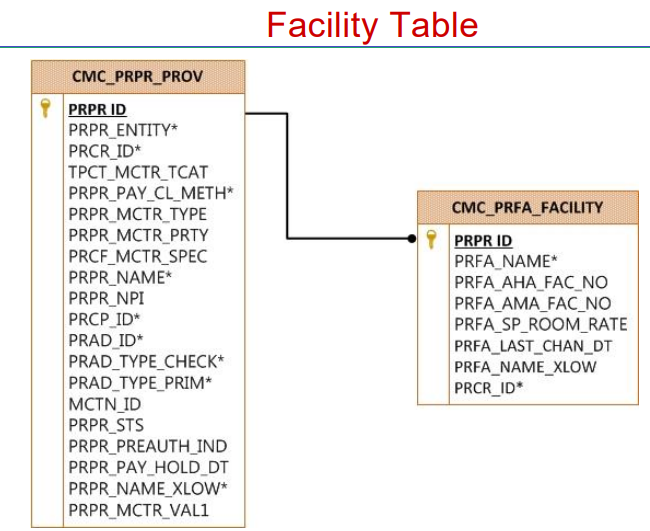 Facility Table
CMC_PRPR_PROV
PRPR ID
PRPR_ENTITY*
PRCR_ID*
TPCT_MCTR_TCAT
PRPR_PAY_CL_METH*
PRPR_MCTR_TYPE
PRPR_MCTR_PRTY
PRCF_MCTR_SPEC
PRPR_NAME*
PRPR_NPI
PRCP_ID*
PRAD_ID*
PRAD_TYPE_CHECK*
PRAD_TYPE_PRIM*
MCTN_ID
PRPR_STS
PRPR_PREAUTH_IND
PRPR_PAY_HOLD_DT
PRPR_NAME_XLOW*
PRPR_MCTR_VAL1
CMC_PRFA_FACILITY
PRPR ID
PRFA_NAME*
PRFA_AHA_FAC_NO
PRFA_AMA_FAC_NO
PRFA_SP_ROOM_RATE
PRFA_LAST_CHAN_DT
PRFA_NAME_XLOW
PRCR_ID*